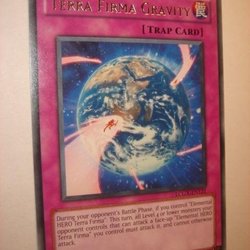 TERRA FIRMA GRAVITY
[TRAP CARD]
During your opponent's Battle Phase, if you control "Elemental
HERO Terra Firma": This turn, all Level 4 or lower monsters your
opponent controls that can attack a face-up "Elemental HERO
Terra Firma" you control must attack it, and cannot attack
otherwise.